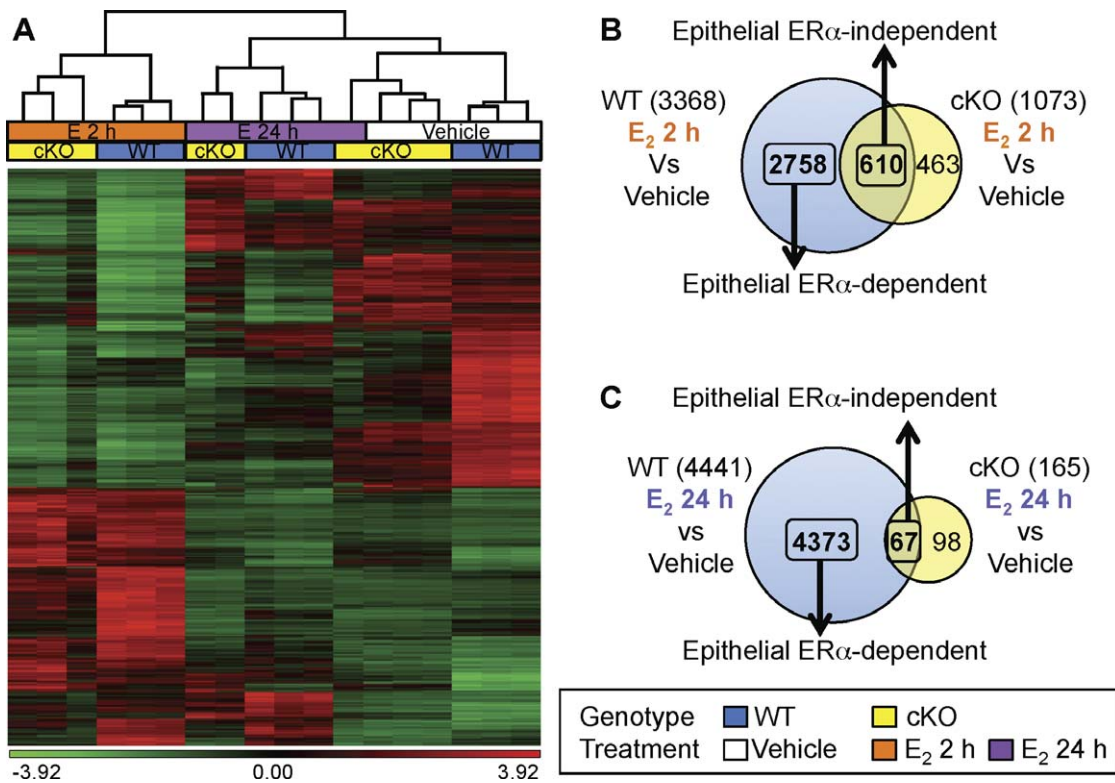 A
E 2 h E 24 h Vehicle
cKO WT cKO WT cKO WT
-3.92 0.00 3.92
B
Epithelial ERα-independent
WT (3368)
E₂ 2 h
Vs
Vehicle
2758
610
463
cKO (1073)
E₂ 2 h
Vs
Vehicle
Epithelial ERα-dependent
C
Epithelial ERα-independent
WT (4441)
E₂ 24 h
vs
Vehicle
4373
67
98
cKO (165)
E₂ 24 h
vs
Vehicle
Epithelial ERα-dependent
Genotype WT cKO
Treatment Vehicle E₂ 2 h E₂ 24 h